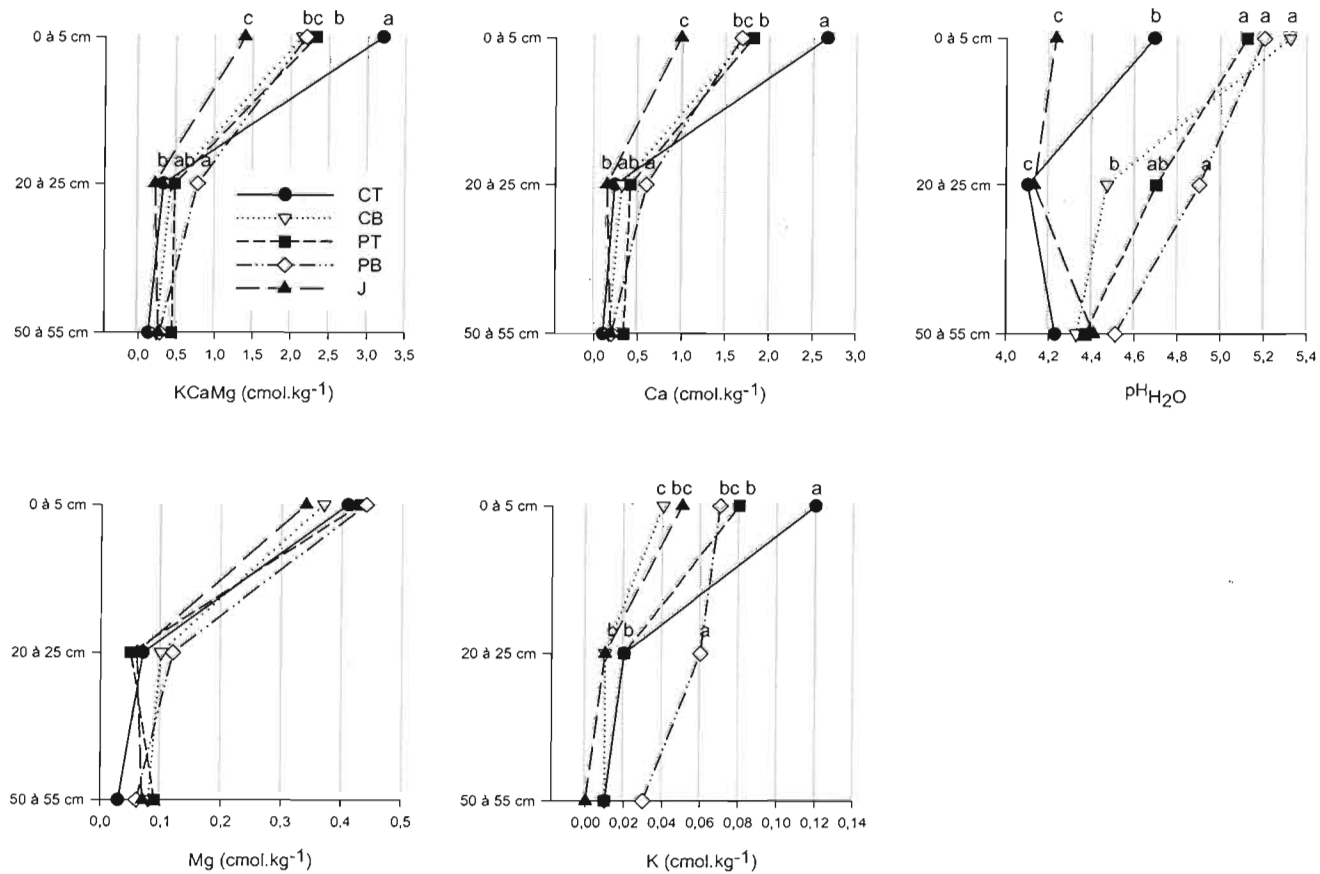 c bc b a
0 à 5 cm
b ab a
20 à 25 cm
CT
CB
PT
PB
J
50 à 55 cm
0,0 0,5 1,0 1,5 2,0 2,5 3,0 3,5
KCaMg (cmol.kg-1)
c bc b a
0 à 5 cm
b ab a
20 à 25 cm
50 à 55 cm
0,0 0,5 1,0 1,5 2,0 2,5 3,0
Ca (cmol.kg-1)
c b a a a
0 à 5 cm
c b ab a
20 à 25 cm
50 à 55 cm
4,0 4,2 4,4 4,6 4,8 5,0 5,2 5,4
pHH2O
0 à 5 cm
20 à 25 cm
50 à 55 cm
0,0 0,1 0,2 0,3 0,4 0,5
Mg (cmol.kg-1)
c bc bc b a
0 à 5 cm
b b a
20 à 25 cm
50 à 55 cm
0,00 0,02 0,04 0,06 0,08 0,10 0,12 0,14
K (cmol.kg-1)